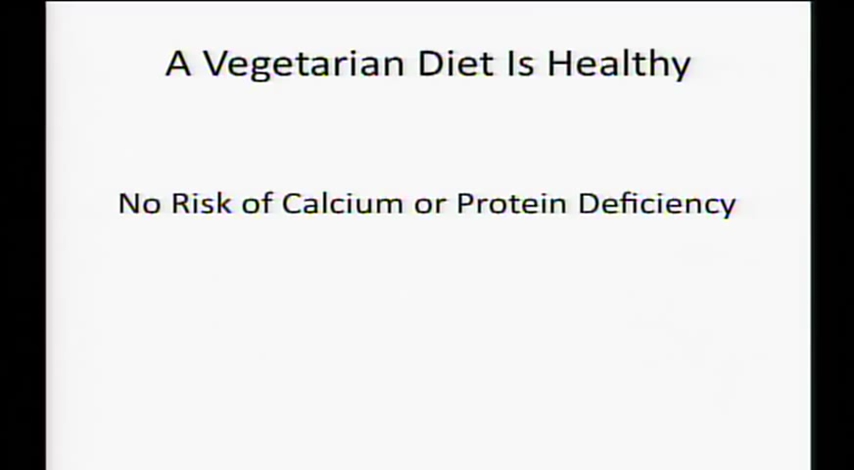 A Vegetarian Diet Is Healthy
No Risk of Calcium or Protein Deficiency